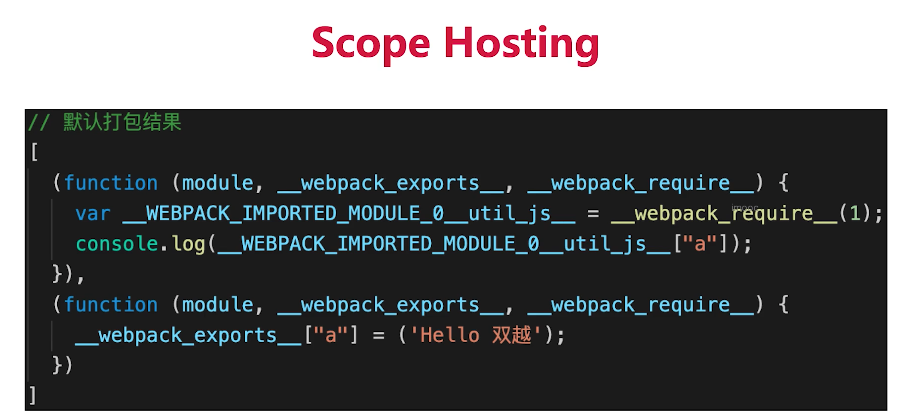 Scope Hosting
// 默认打包结果
[
(function (module, __webpack_exports__, __webpack_require__) {
var __WEBPACK_IMPORTED_MODULE_0__util_js__ = __webpack_require__(1);
console.log(__WEBPACK_IMPORTED_MODULE_0__util_js__["a"]);
}),
(function (module, __webpack_exports__, __webpack_require__) {
__webpack_exports__["a"] = ('Hello 双越');
})
]